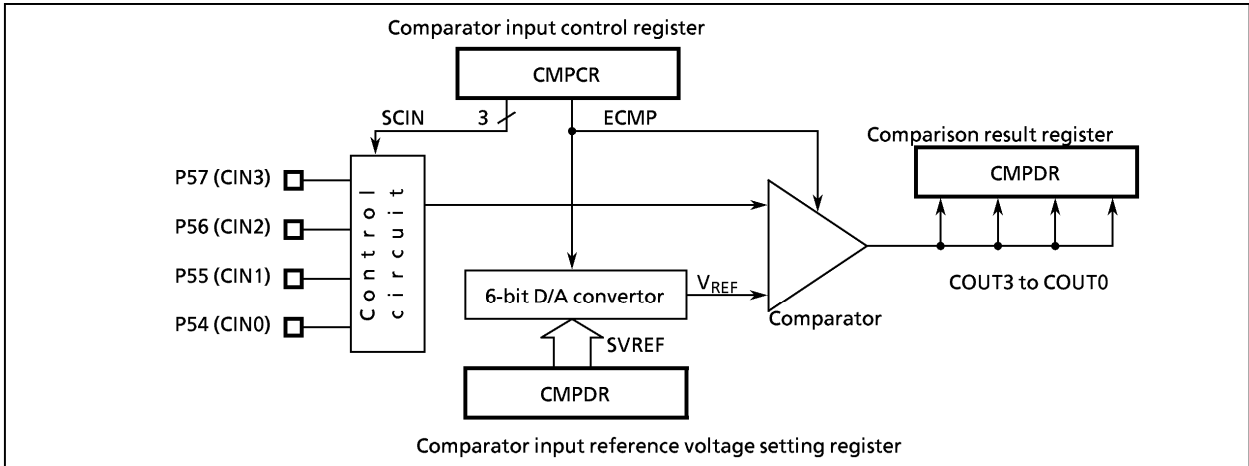 Comparator input control register
CMPCR
SCIN
3
ECMP
Comparison result register
CMPDR
P57 (CIN3)
P56 (CIN2)
P55 (CIN1)
P54 (CIN0)
Control
circuit
6-bit D/A convertor
VREF
Comparator
COUT3 to COUT0
SVREF
CMPDR
Comparator input reference voltage setting register